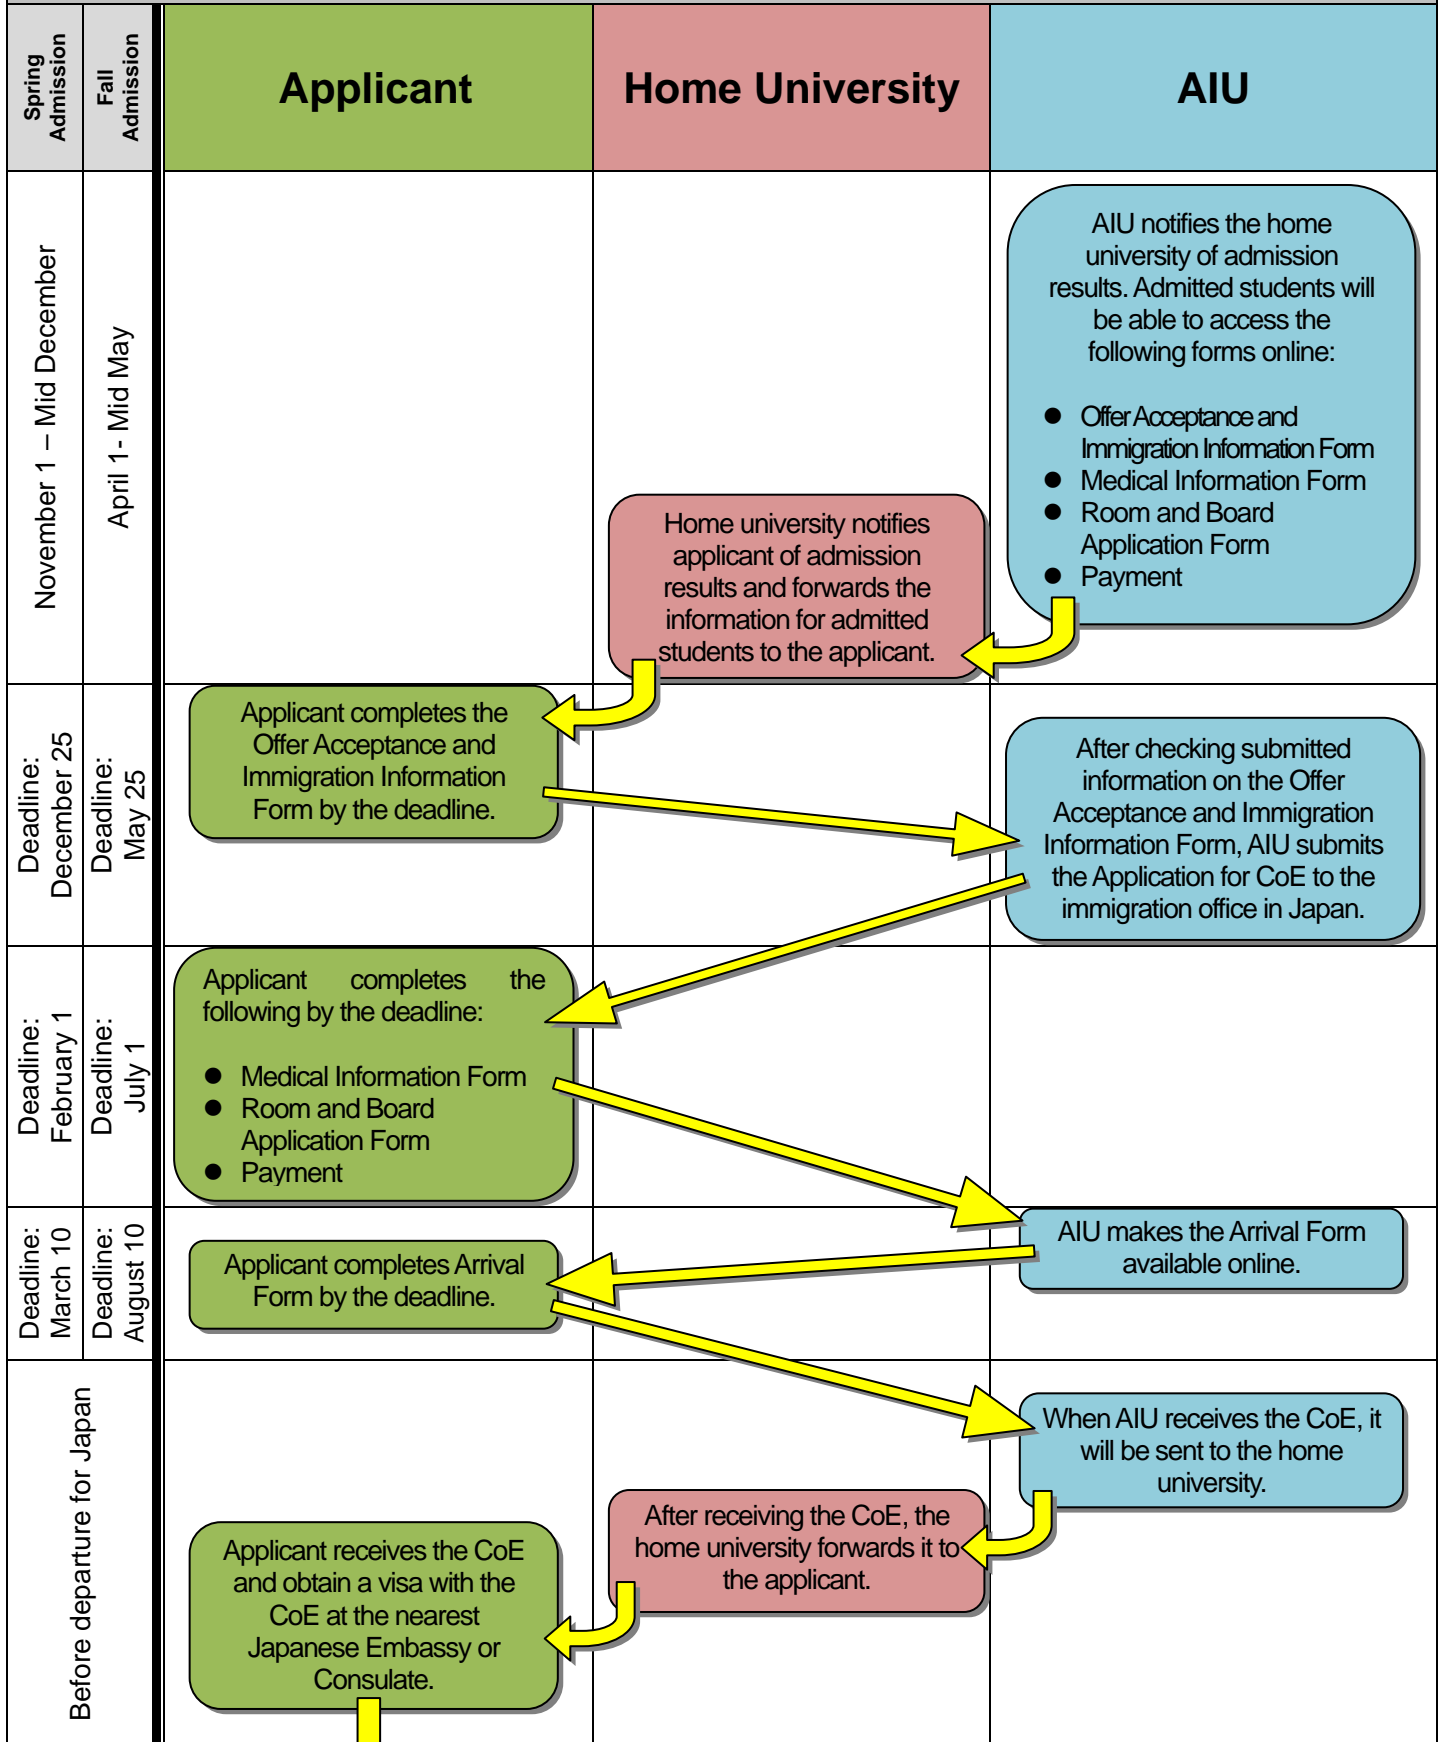 Spring
Admission
Fall
Admission
Applicant
Home University
AIU
November 1 – Mid December
April 1- Mid May
AIU notifies the home
university of admission
results. Admitted students will
be able to access the
following forms online:
● Offer Acceptance and
Immigration Information Form
● Medical Information Form
● Room and Board
Application Form
● Payment
Home university notifies
applicant of admission
results and forwards the
information for admitted
students to the applicant.
Deadline:
December 25
Deadline:
May 25
Applicant completes the
Offer Acceptance and
Immigration Information
Form by the deadline.
After checking submitted
information on the Offer
Acceptance and Immigration
Information Form, AIU submits
the Application for CoE to the
immigration office in Japan.
Deadline:
February 1
Deadline:
July 1
Applicant completes the
following by the deadline:
● Medical Information Form
● Room and Board
Application Form
● Payment
Deadline:
March 10
Deadline:
August 10
AIU makes the Arrival Form
available online.
Applicant completes Arrival
Form by the deadline.
Before departure for Japan
When AIU receives the CoE, it
will be sent to the home
university.
After receiving the CoE, the
home university forwards it to
the applicant.
Applicant receives the CoE
and obtain a visa with the
CoE at the nearest
Japanese Embassy or
Consulate.